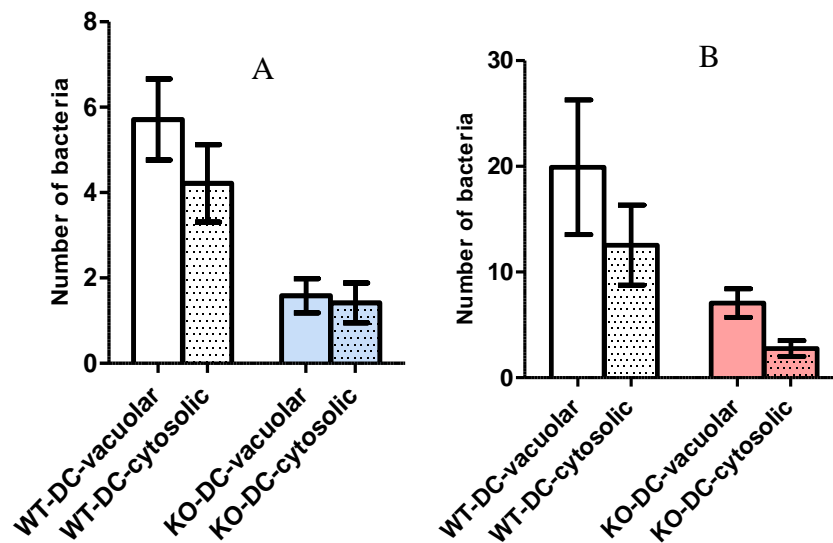 A
Number of bacteria
8
6
4
2
0
WT-DC-vacuolar
WT-DC-cytosolic
KO-DC-vacuolar
KO-DC-cytosolic
B
Number of bacteria
30
20
10
0
WT-DC-vacuolar
WT-DC-cytosolic
KO-DC-vacuolar
KO-DC-cytosolic